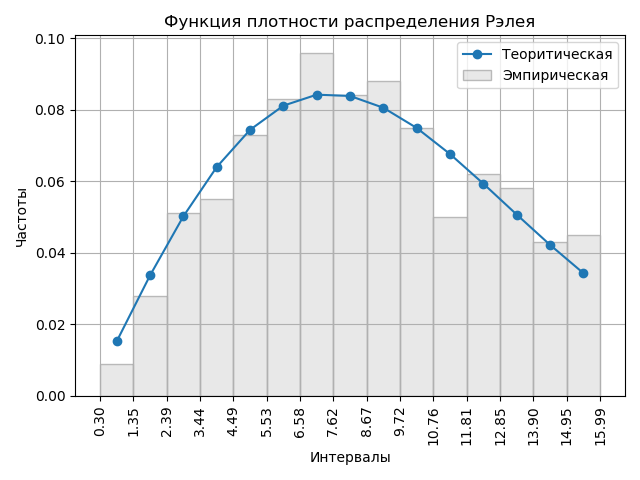 Функция плотности распределения Рэлея
Теоритическая
Эмпирическая
Частоты
0.10
0.08
0.06
0.04
0.02
0.00
0.30 1.35 2.39 3.44 4.49 5.53 6.58 7.62 8.67 9.72 10.76 11.81 12.85 13.90 14.95 15.99
Интервалы